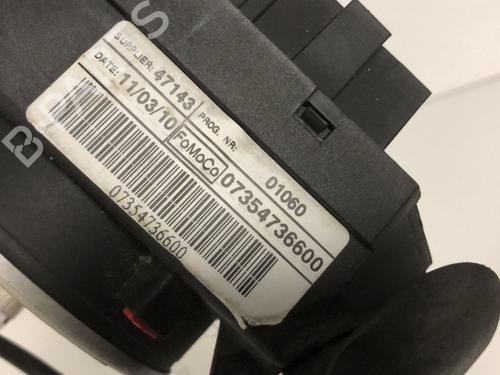 SUPPLIER: 47143 PROG. NR: 01060
DATE: 11/03/10 FoMoCo 07354736600
07354736600